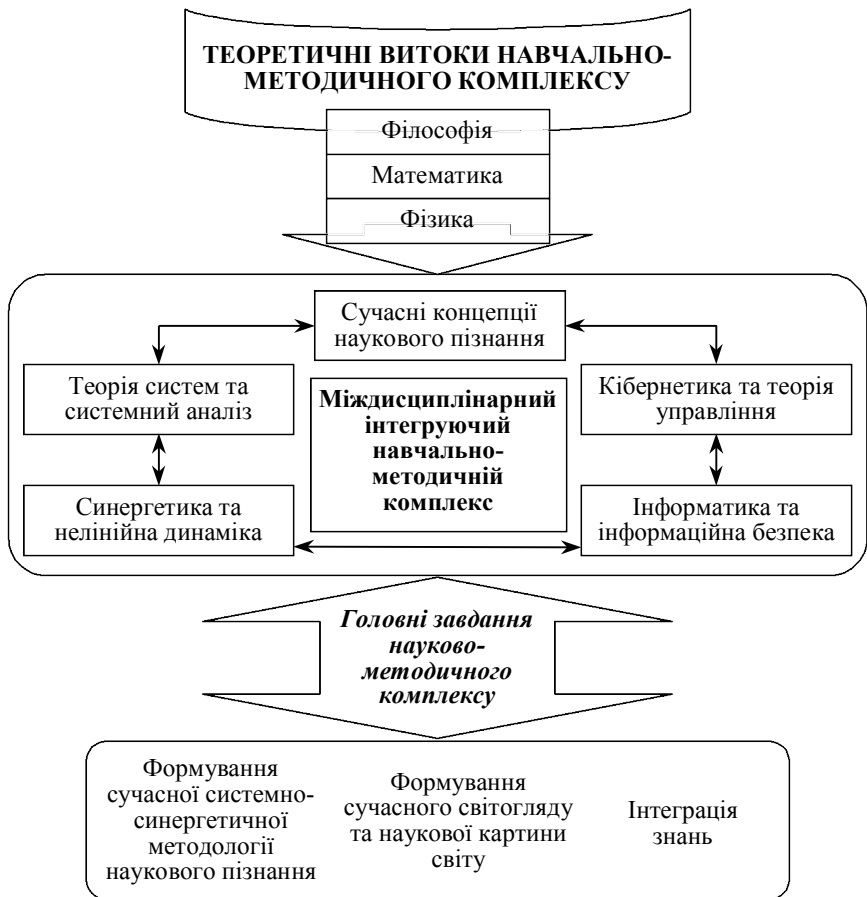 ТЕОРЕТИЧНІ ВИТОКИ НАВЧАЛЬНО-
МЕТОДИЧНОГО КОМПЛЕКСУ
Філософія
Математика
Фізика
Сучасні концепції
наукового пізнання
Теорія систем та
системний аналіз
Кібернетика та теорія
управління
Міждисциплінарний
інтегруючий
навчально-
методичній
комплекс
Синергетика та
нелінійна динаміка
Інформатика та
інформаційна безпека
Головні завдання
науково-
методичного
комплексу
Формування
сучасної системно-
синергетичної
методології
наукового пізнання
Формування
сучасного світогляду
та наукової картини
світу
Інтеграція
знань